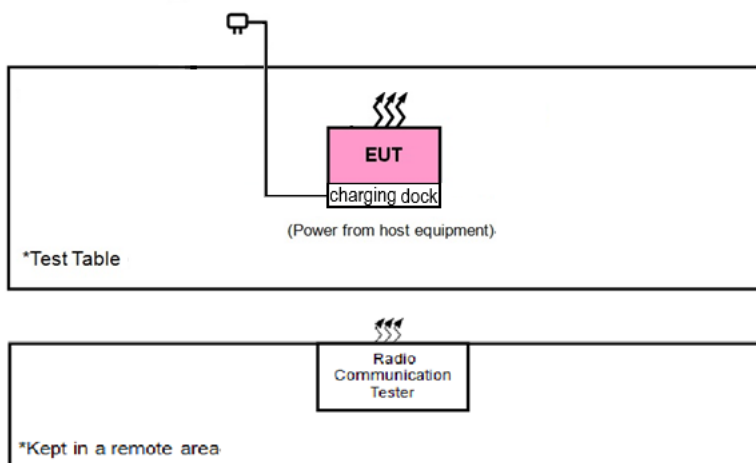 EUT
charging dock
(Power from host equipment)
*Test Table
Radio
Communication
Tester
*Kept in a remote area